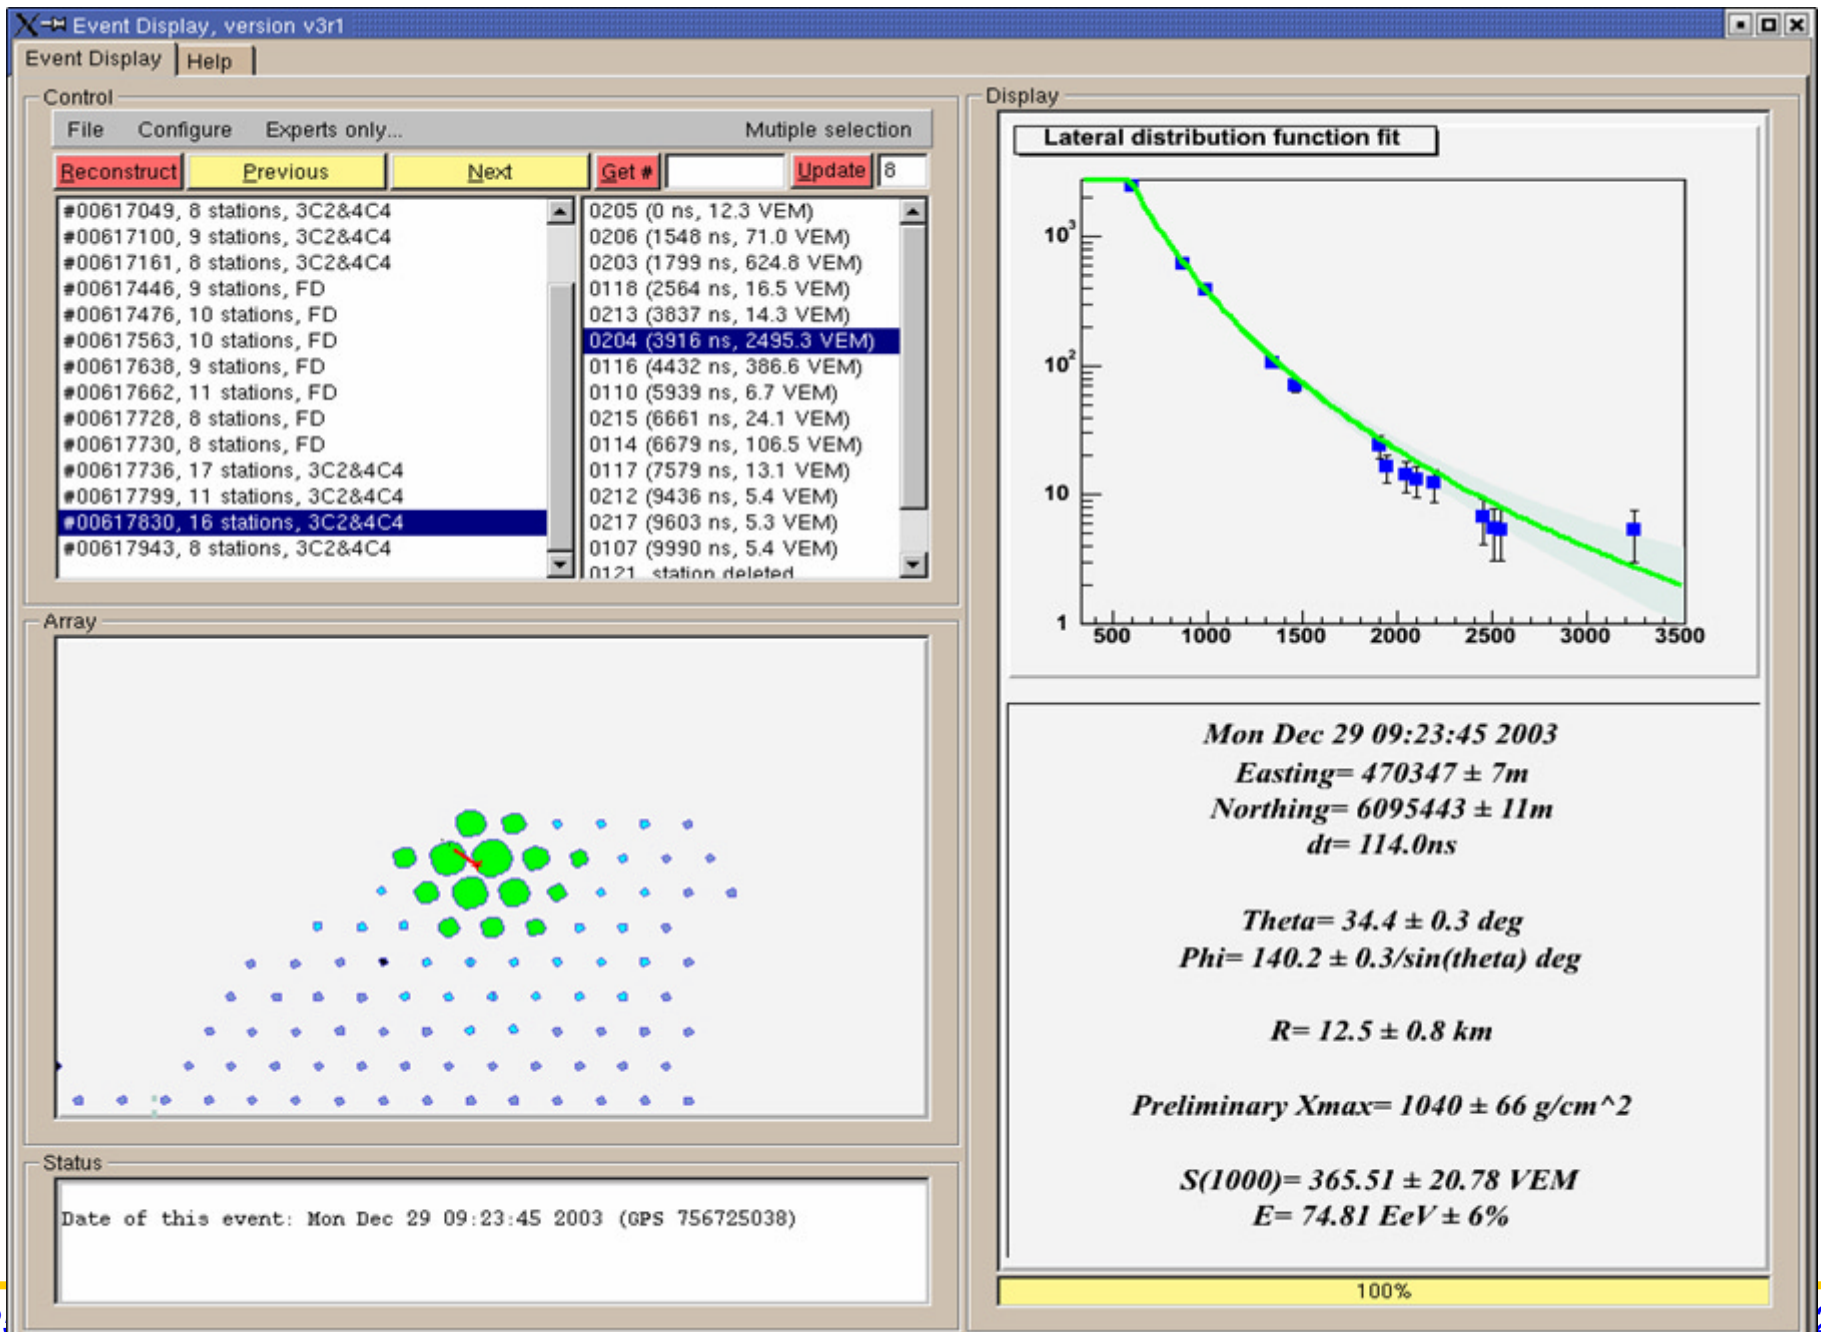 Event Display, version v3r1
Event Display
Help
Control
File Configure Experts only... Mutiple selection
Reconstruct Previous Next Get # Update 8
#00617049, 8 stations, 3C2&4C4
#00617100, 9 stations, 3C2&4C4
#00617161, 8 stations, 3C2&4C4
#00617446, 9 stations, FD
#00617476, 10 stations, FD
#00617563, 10 stations, FD
#00617638, 9 stations, FD
#00617662, 11 stations, FD
#00617728, 8 stations, FD
#00617730, 8 stations, FD
#00617736, 17 stations, 3C2&4C4
#00617799, 11 stations, 3C2&4C4
#00617830, 16 stations, 3C2&4C4
#00617943, 8 stations, 3C2&4C4
0205 (0 ns, 12.3 VEM)
0206 (1548 ns, 71.0 VEM)
0203 (1799 ns, 624.8 VEM)
0118 (2564 ns, 16.5 VEM)
0213 (3837 ns, 14.3 VEM)
0204 (3916 ns, 2495.3 VEM)
0116 (4432 ns, 386.6 VEM)
0110 (5939 ns, 6.7 VEM)
0215 (6661 ns, 24.1 VEM)
0114 (6679 ns, 106.5 VEM)
0117 (7579 ns, 13.1 VEM)
0212 (9436 ns, 5.4 VEM)
0217 (9603 ns, 5.3 VEM)
0107 (9990 ns, 5.4 VEM)
0121 station deleted
Array
Status
Date of this event: Mon Dec 29 09:23:45 2003 (GPS 756725038)
Display
Lateral distribution function fit
10^3
10^2
10
1
500 1000 1500 2000 2500 3000 3500
Mon Dec 29 09:23:45 2003
Easting= 470347 ± 7m
Northing= 6095443 ± 11m
dt= 114.0ns
Theta= 34.4 ± 0.3 deg
Phi= 140.2 ± 0.3/sin(theta) deg
R= 12.5 ± 0.8 km
Preliminary Xmax= 1040 ± 66 g/cm^2
S(1000)= 365.51 ± 20.78 VEM
E= 74.81 EeV ± 6%
100%